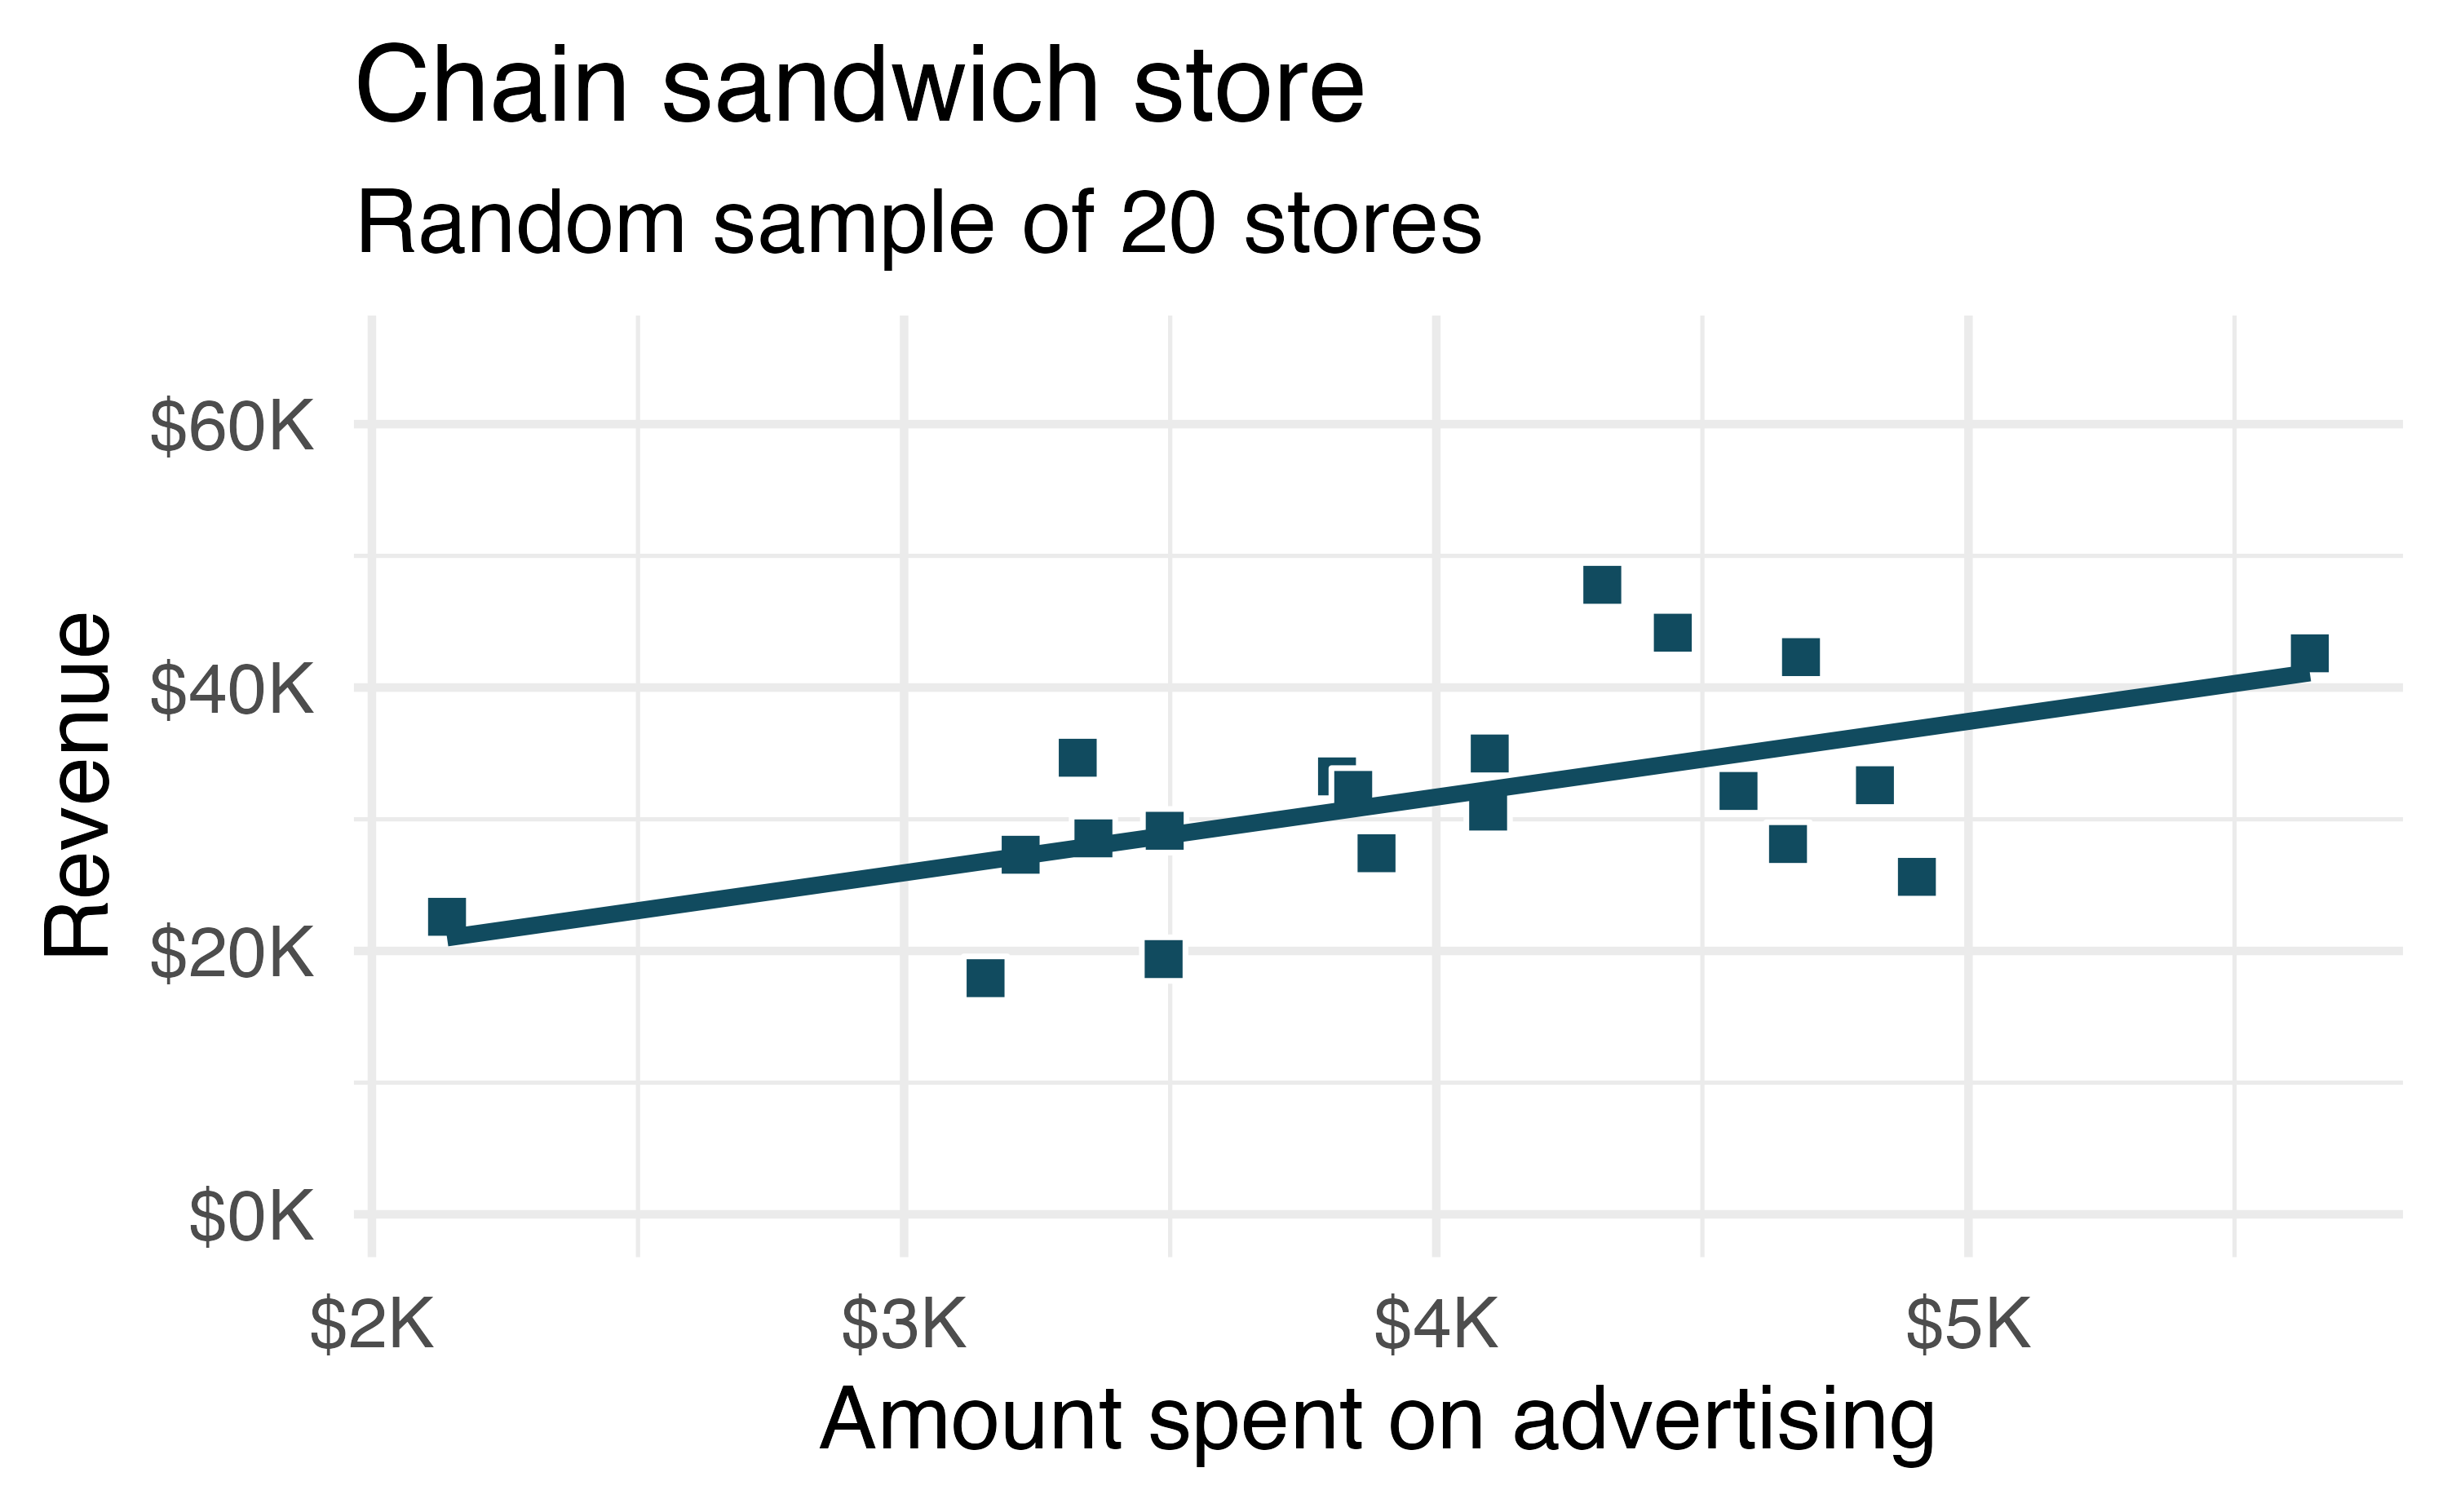 Chain sandwich store
Random sample of 20 stores
$60K
$40K
$20K
$0K
Revenue
$2K $3K $4K $5K
Amount spent on advertising